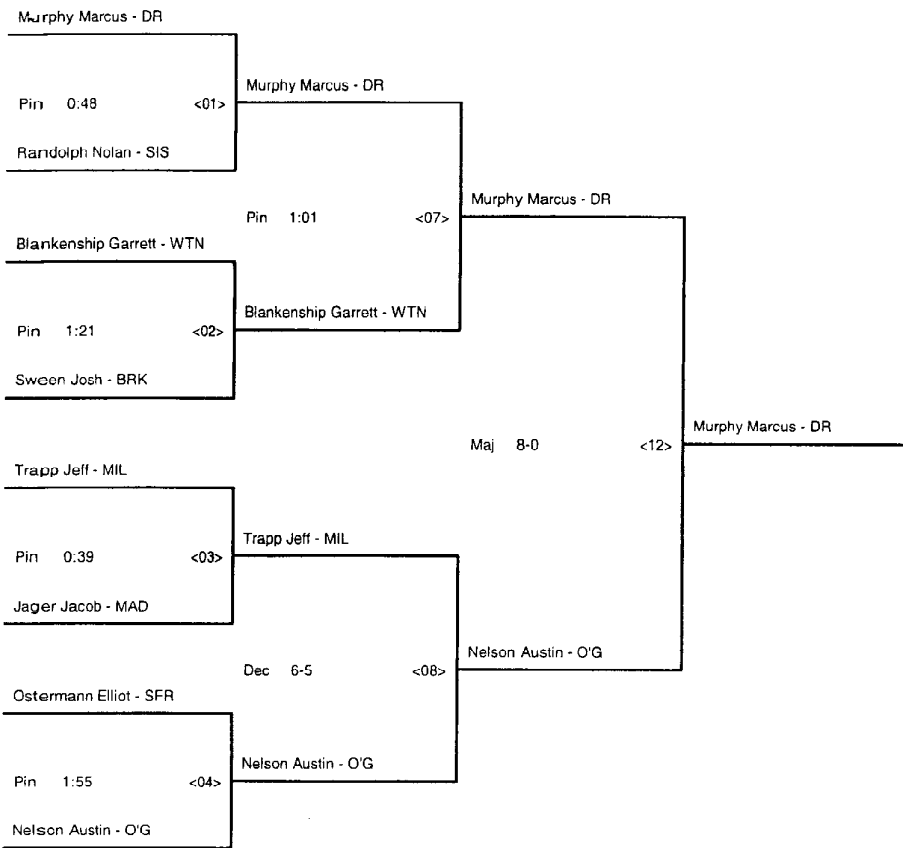 Murphy Marcus - DR
Murphy Marcus - DR
Pin 0:48 <01>
Randolph Nolan - SIS
Murphy Marcus - DR
Pin 1:01 <07>
Blankenship Garrett - WTN
Blankenship Garrett - WTN
Pin 1:21 <02>
Sween Josh - BRK
Murphy Marcus - DR
Maj 8-0 <12>
Trapp Jeff - MIL
Trapp Jeff - MIL
Pin 0:39 <03>
Jager Jacob - MAD
Nelson Austin - O'G
Dec 6-5 <08>
Ostermann Elliot - SFR
Nelson Austin - O'G
Pin 1:55 <04>
Nelson Austin - O'G